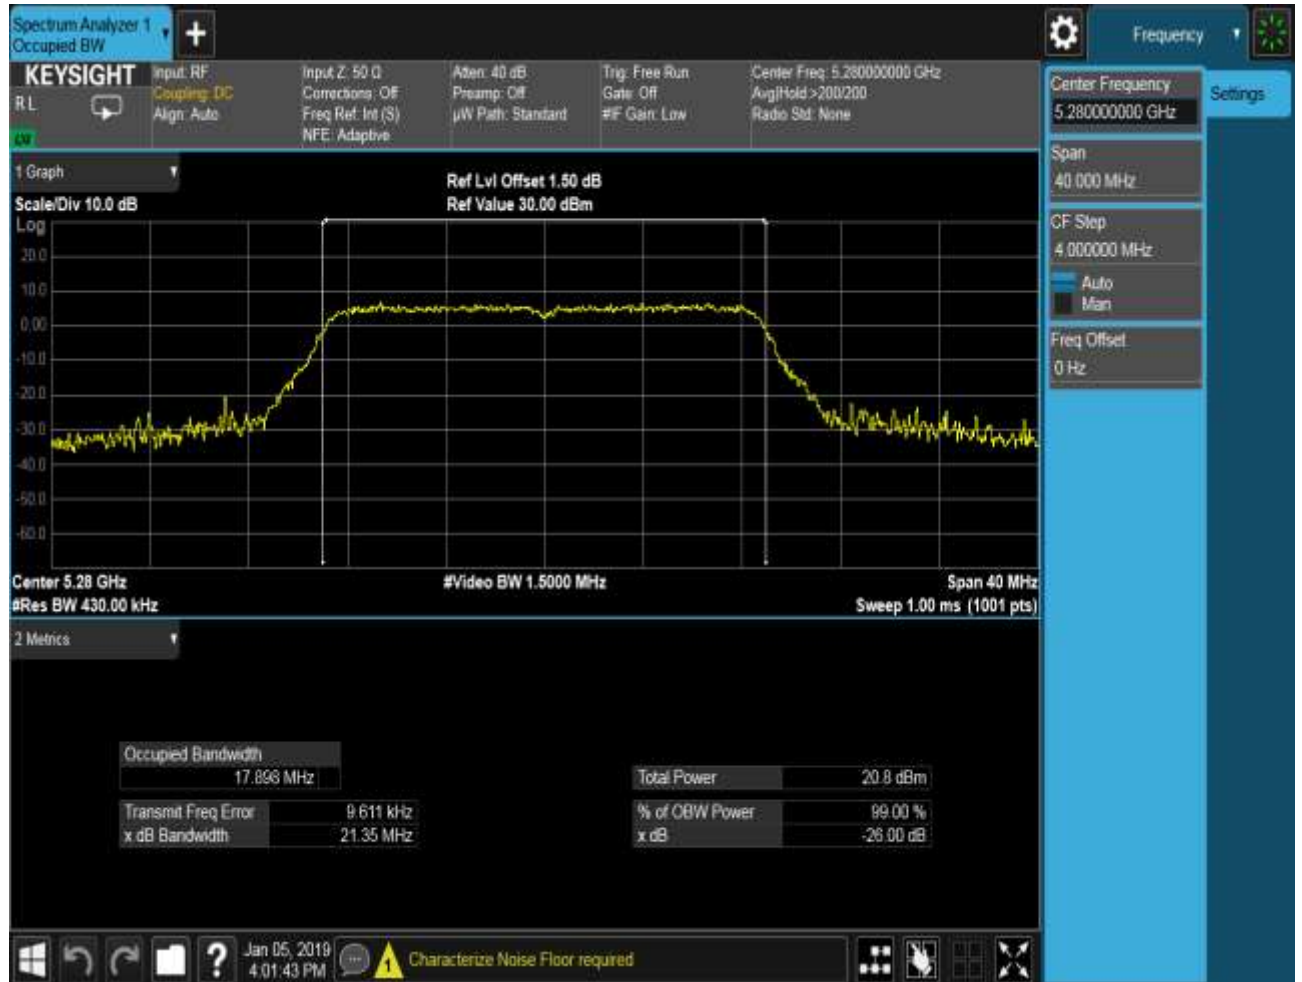 Spectrum Analyzer 1
Occupied BW
+
Frequency
KEYSIGHT
RL
Input: RF
Coupling: DC
Align: Auto
Input Z: 50 Ω
Corrections: Off
Freq Ref: Int (S)
NFE: Adaptive
Atten: 40 dB
Preamp: Off
µW Path: Standard
Trig: Free Run
Gate: Off
#IF Gain: Low
Center Freq: 5.280000000 GHz
Avg|Hold:>200/200
Radio Std: None
Center Frequency
5.280000000 GHz
Settings
Span
40.000 MHz
CF Step
4.000000 MHz
Auto
Man
Freq Offset
0 Hz
1 Graph
Scale/Div 10.0 dB
Ref Lvl Offset 1.50 dB
Ref Value 30.00 dBm
Log
20.0
10.0
0.00
-10.0
-20.0
-30.0
-40.0
-50.0
-60.0
Center 5.28 GHz
#Video BW 1.5000 MHz
Span 40 MHz
#Res BW 430.00 kHz
Sweep 1.00 ms (1001 pts)
2 Metrics
Occupied Bandwidth
17.898 MHz
Total Power 20.8 dBm
Transmit Freq Error 9.611 kHz
% of OBW Power 99.00 %
x dB Bandwidth 21.35 MHz
x dB -26.00 dB
?
Jan 05, 2019
4:01:43 PM
1
Characterize Noise Floor required